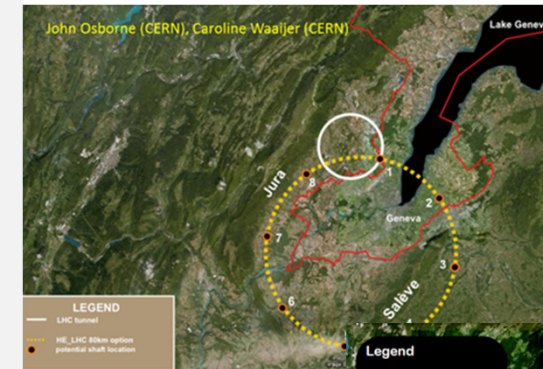 John Osborne (CERN), Caroline Waaijer (CERN)
Lake Genev
Jura
1
8
2
Geneva
7
3
Salève
6
LEGEND
LHC tunnel
HE_LHC 80km option
potential shaft location
Legend